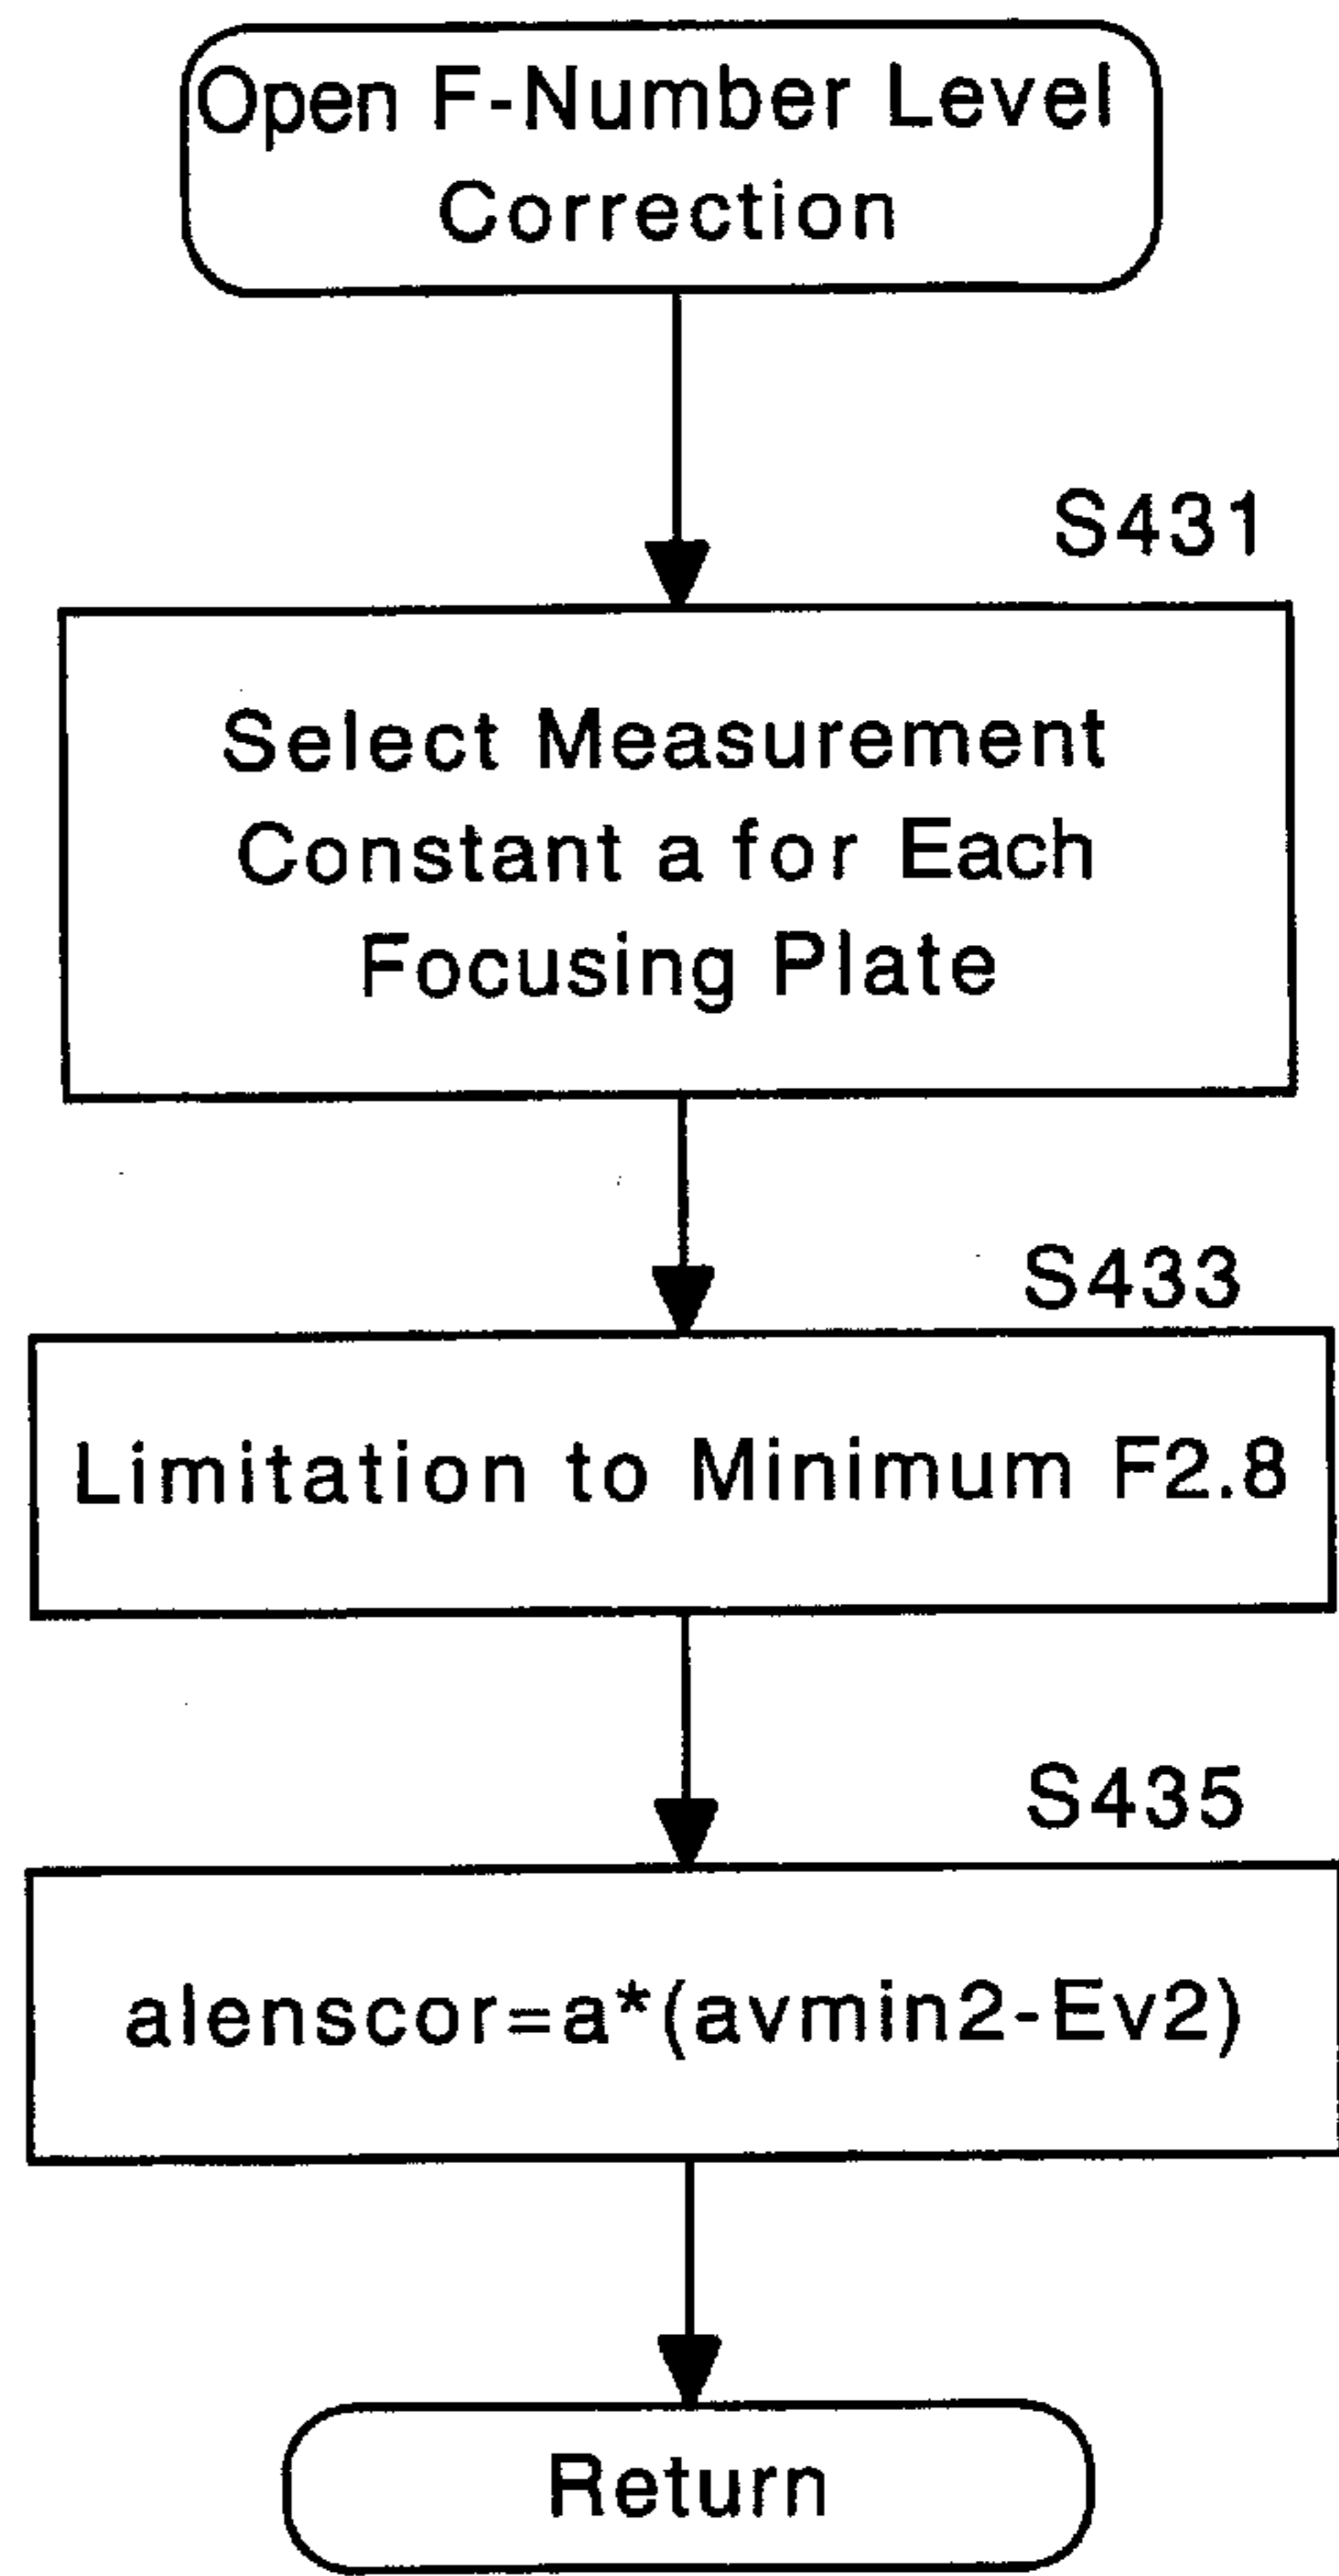 Open F-Number Level
Correction
S431
Select Measurement
Constant a for Each
Focusing Plate
S433
Limitation to Minimum F2.8
S435
alenscor=a*(avmin2-Ev2)
Return